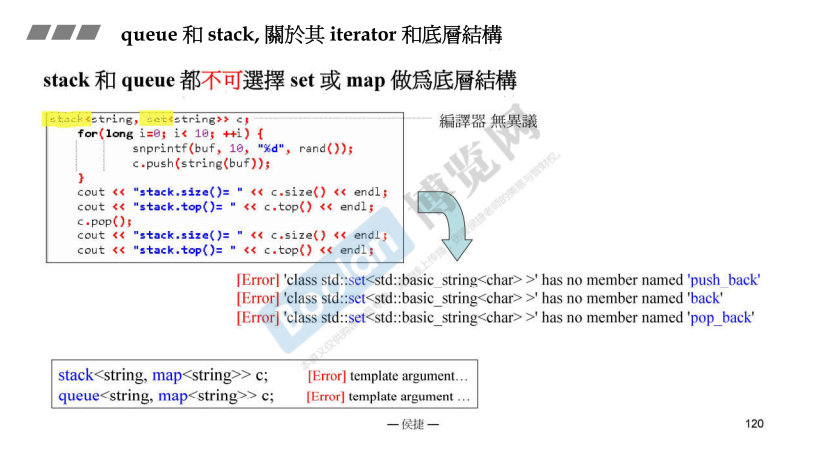 queue 和 stack, 關於其 iterator 和底層結構
stack 和 queue 都不可選擇 set 或 map 做爲底層結構
stack<string, set<string>> c;
編譯器 無異議
for(long i=0; i< 10; ++i) {
snprintf(buf, 10, "%d", rand());
c.push(string(buf));
}
cout << "stack.size()= " << c.size() << endl;
cout << "stack.top()= " << c.top() << endl;
c.pop();
cout << "stack.size()= " << c.size() << endl;
cout << "stack.top()= " << c.top() << endl;
[Error] 'class std::set<std::basic_string<char> >' has no member named 'push_back'
[Error] 'class std::set<std::basic_string<char> >' has no member named 'back'
[Error] 'class std::set<std::basic_string<char> >' has no member named 'pop_back'
stack<string, map<string>> c; [Error] template argument…
queue<string, map<string>> c; [Error] template argument …
— 侯捷 —
120
boolan 博览网